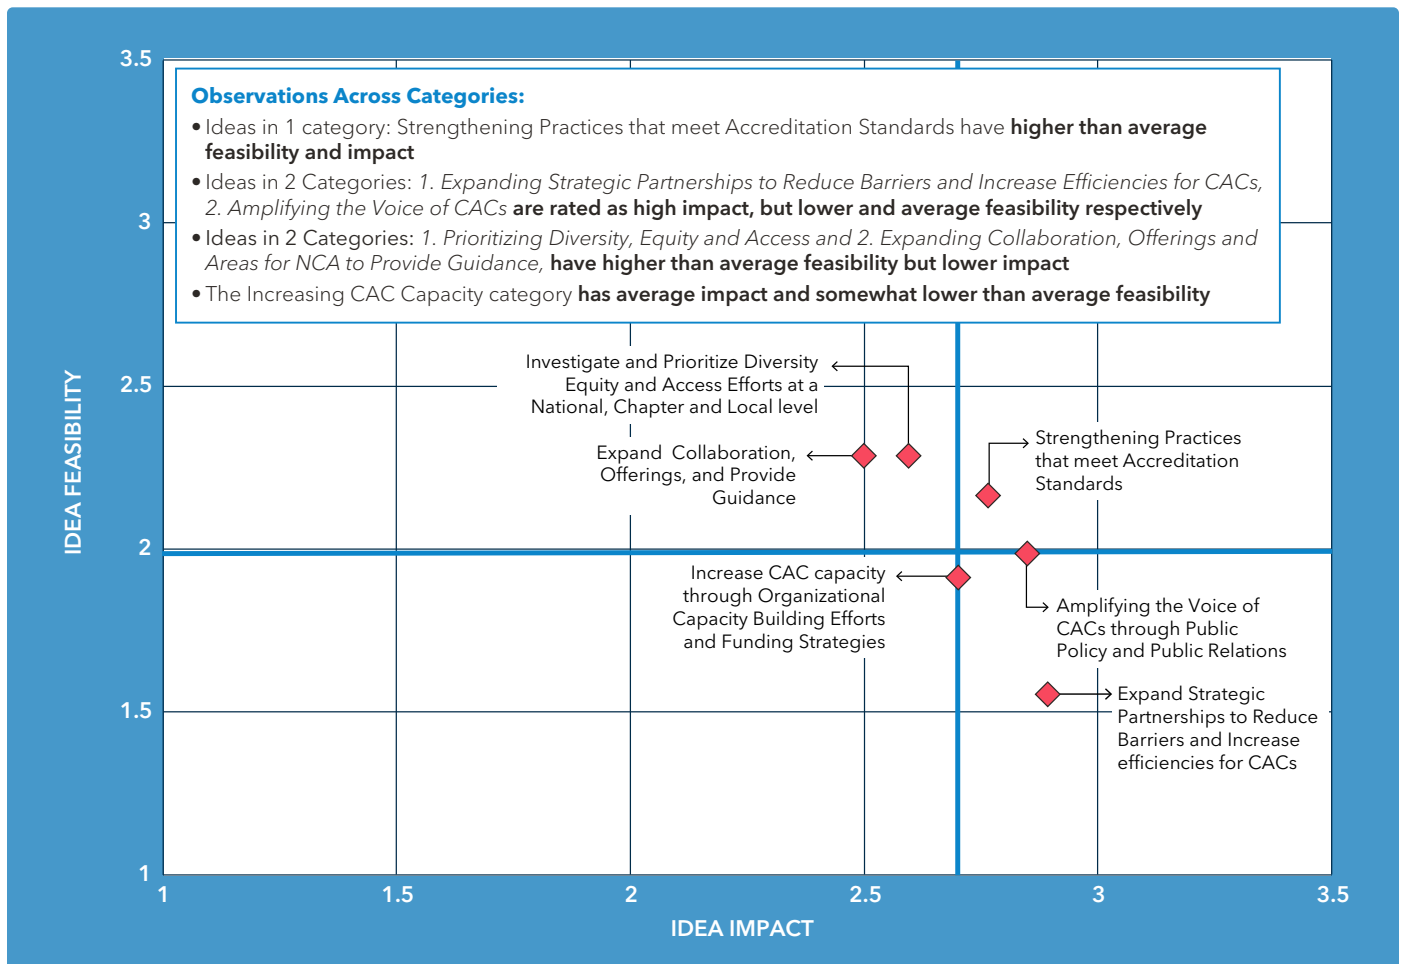 3.5
Observations Across Categories:
• Ideas in 1 category: Strengthening Practices that meet Accreditation Standards have higher than average
feasibility and impact
• Ideas in 2 Categories: 1. Expanding Strategic Partnerships to Reduce Barriers and Increase Efficiencies for CACs,
2. Amplifying the Voice of CACs are rated as high impact, but lower and average feasibility respectively
• Ideas in 2 Categories: 1. Prioritizing Diversity, Equity and Access and 2. Expanding Collaboration, Offerings and
Areas for NCA to Provide Guidance, have higher than average feasibility but lower impact
• The Increasing CAC Capacity category has average impact and somewhat lower than average feasibility
3
2.5
2
1.5
1
IDEA FEASIBILITY
Investigate and Prioritize Diversity
Equity and Access Efforts at a
National, Chapter and Local level
Expand Collaboration,
Offerings, and Provide
Guidance
Strengthening Practices
that meet Accreditation
Standards
Increase CAC capacity
through Organizational
Capacity Building Efforts
and Funding Strategies
Amplifying the Voice of
CACs through Public
Policy and Public Relations
Expand Strategic
Partnerships to Reduce
Barriers and Increase
efficiencies for CACs
1 1.5 2 2.5 3 3.5
IDEA IMPACT